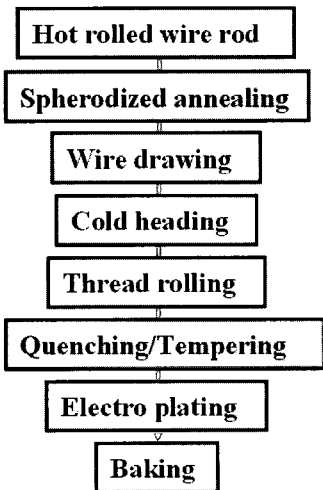 Hot rolled wire rod
Spherodized annealing
Wire drawing
Cold heading
Thread rolling
Quenching/Tempering
Electro plating
Baking